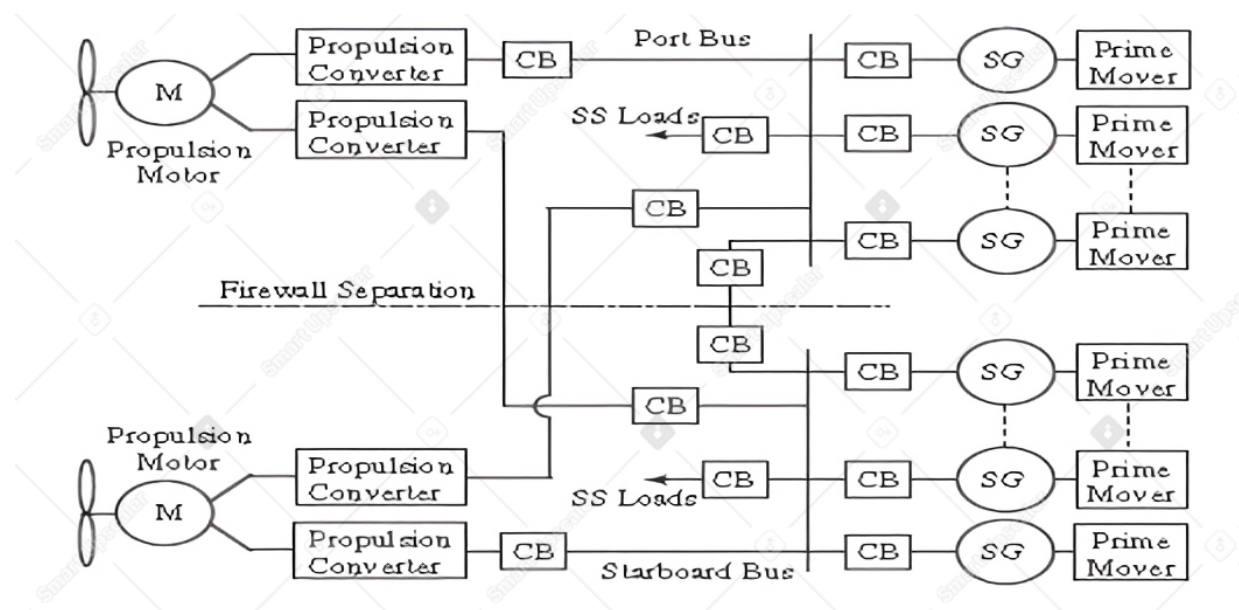 Port Bus
Propulsion
Converter
CB
CB
SG
Prime
Mover
M
Propulsion
Converter
SS Loads
CB
CB
SG
Prime
Mover
Propulsion
Motor
CB
CB
SG
Prime
Mover
CB
Firewall Separation
CB
CB
SG
Prime
Mover
CB
Propulsion
Motor
Propulsion
Converter
CB
CB
SG
Prime
Mover
SS Loads
M
Propulsion
Converter
CB
CB
SG
Prime
Mover
Starboard Bus
Smart Upscaler